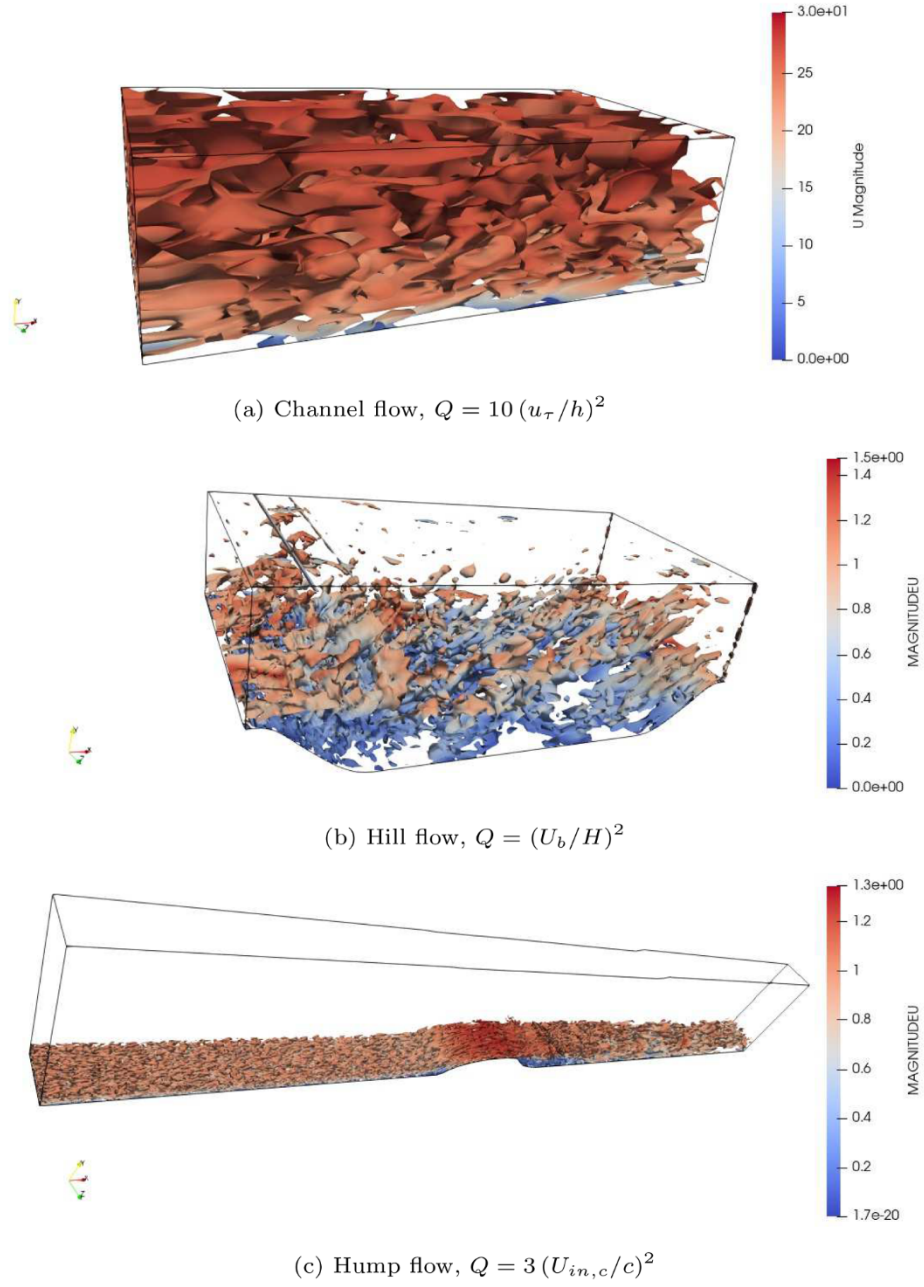 3.0e+01
25
20
15
10
5
0.0e+00
U Magnitude
(a) Channel flow, Q = 10 (u_τ/h)²
1.5e+00
1.4
1.2
1
0.8
0.6
0.4
0.2
0.0e+00
MAGNITUDEU
(b) Hill flow, Q = (U_b/H)²
1.3e+00
1.2
1
0.8
0.6
0.4
0.2
1.7e-20
MAGNITUDEU
(c) Hump flow, Q = 3 (U_{in,c}/c)²